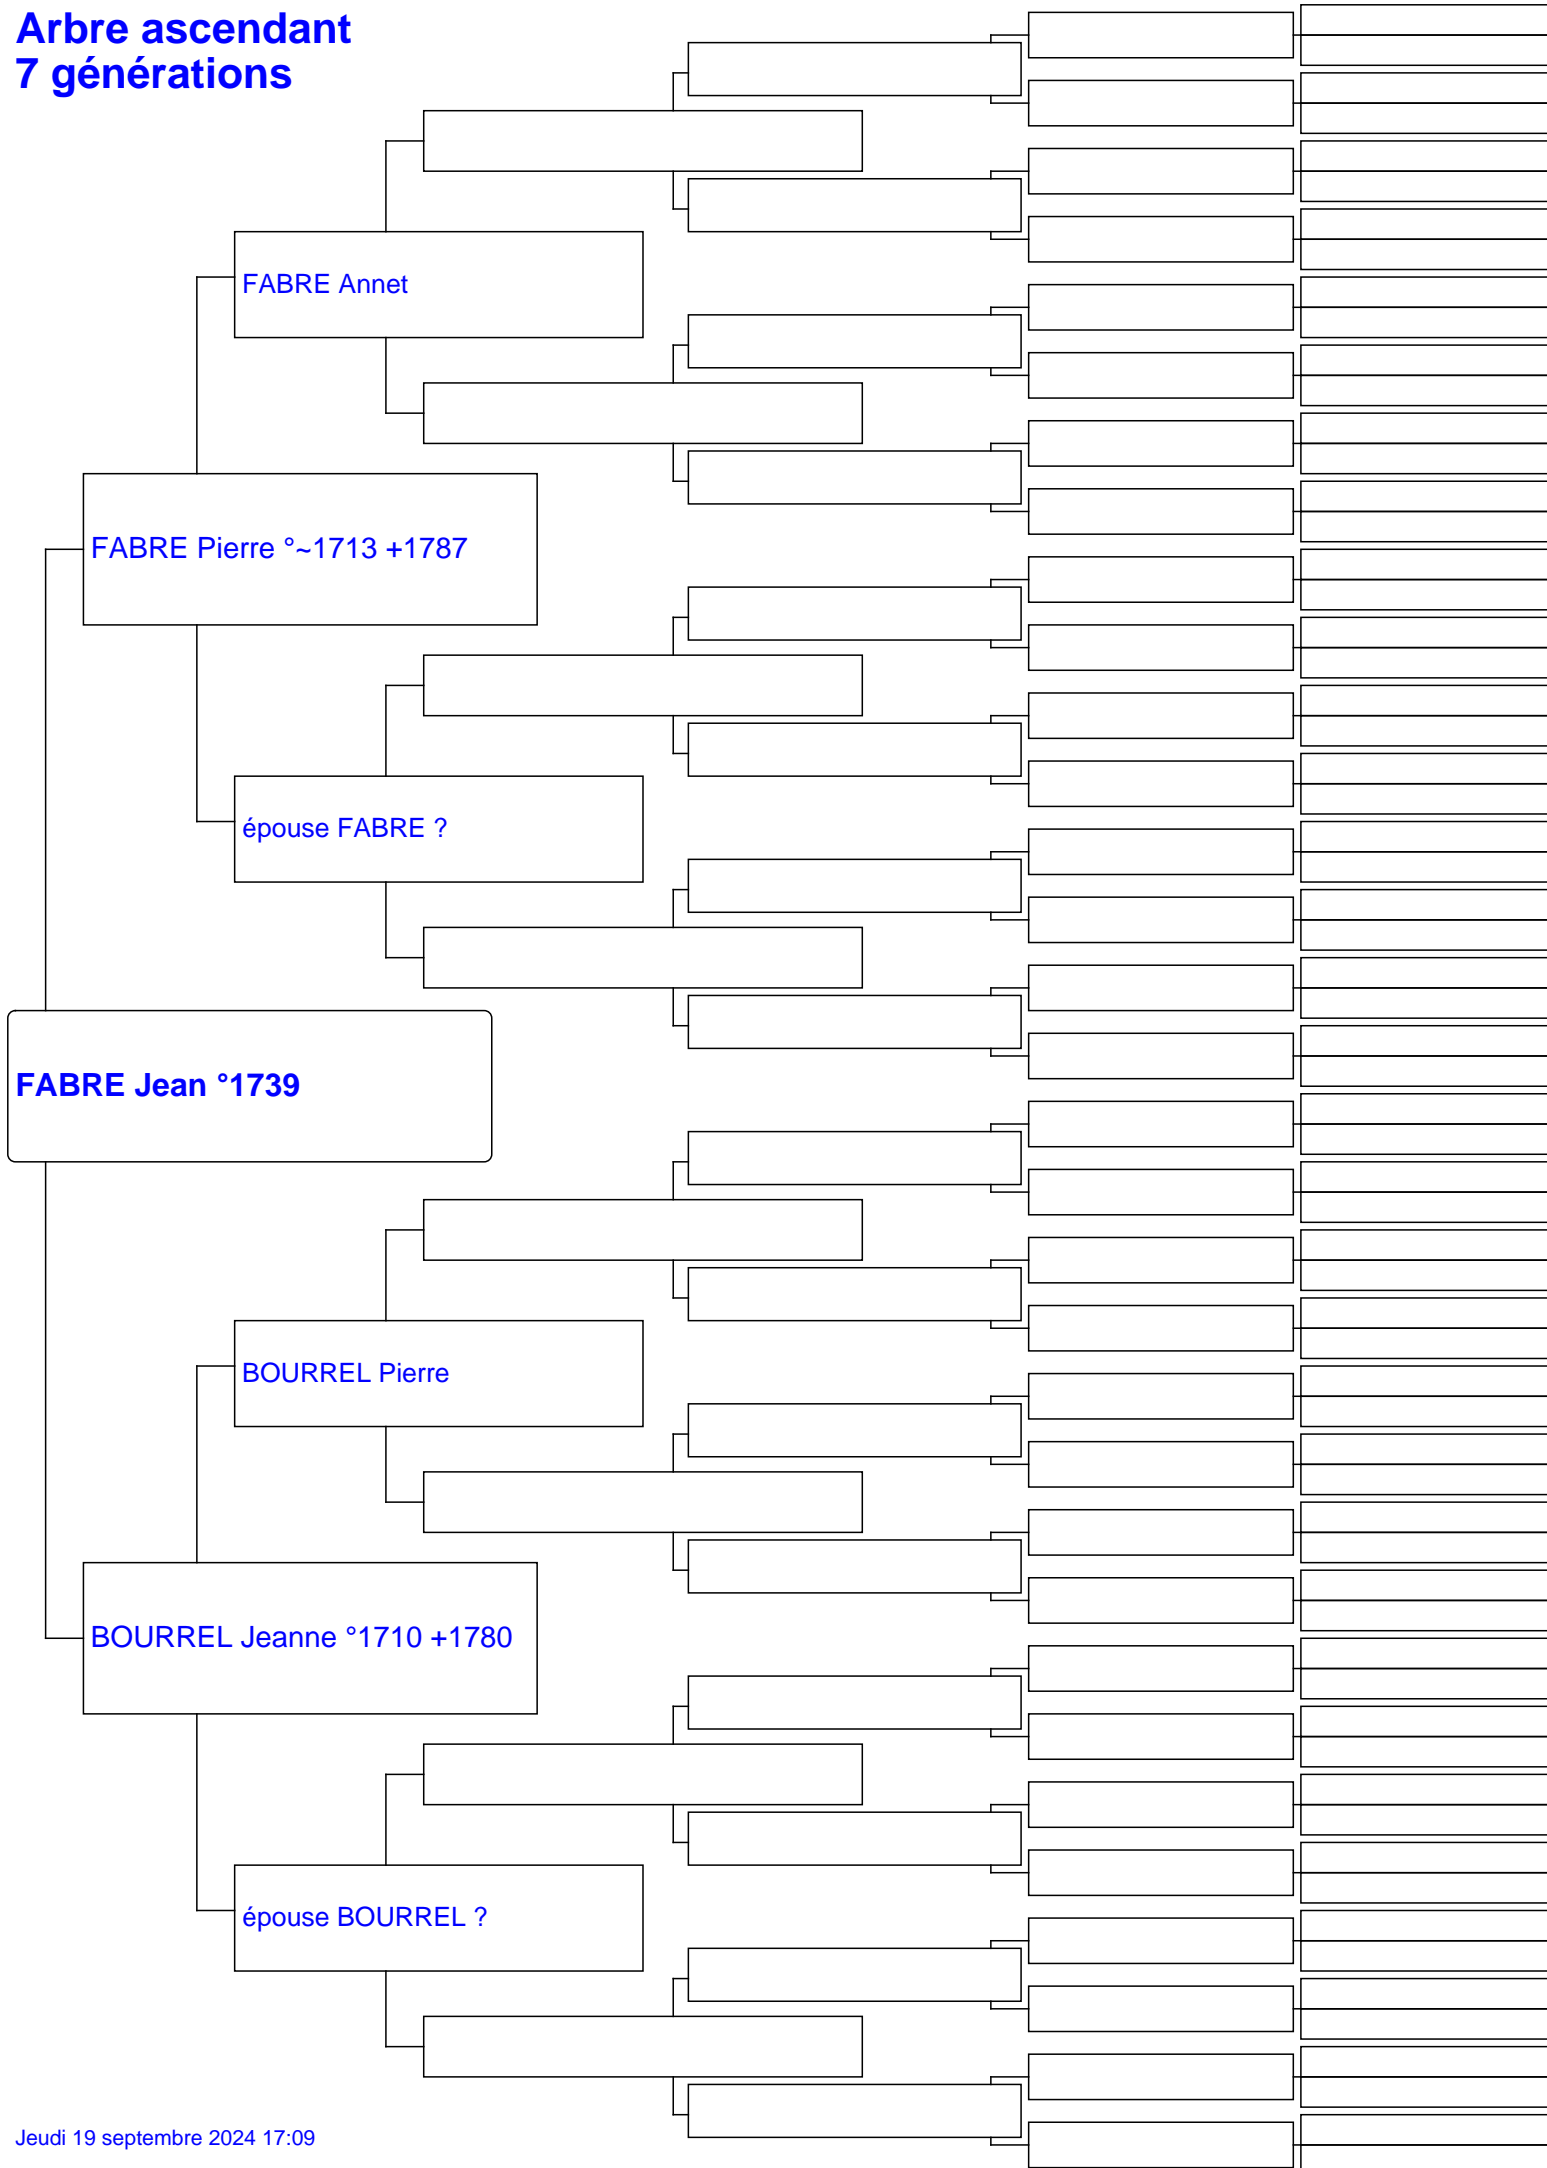 Arbre ascendant
7 générations
FABRE Annet
FABRE Pierre °~1713 +1787
épouse FABRE ?
FABRE Jean °1739
BOURREL Pierre
BOURREL Jeanne °1710 +1780
épouse BOURREL ?
Jeudi 19 septembre 2024 17:09